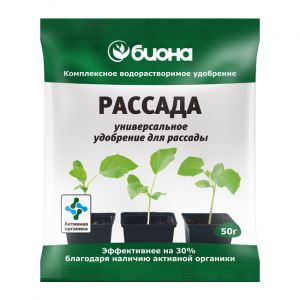 биона
Комплексное водорастворимое удобрение
РАССАДА
универсальное
удобрение для рассады
Активная
органика
50г
Эффективнее на 30%
благодаря наличию активной органики